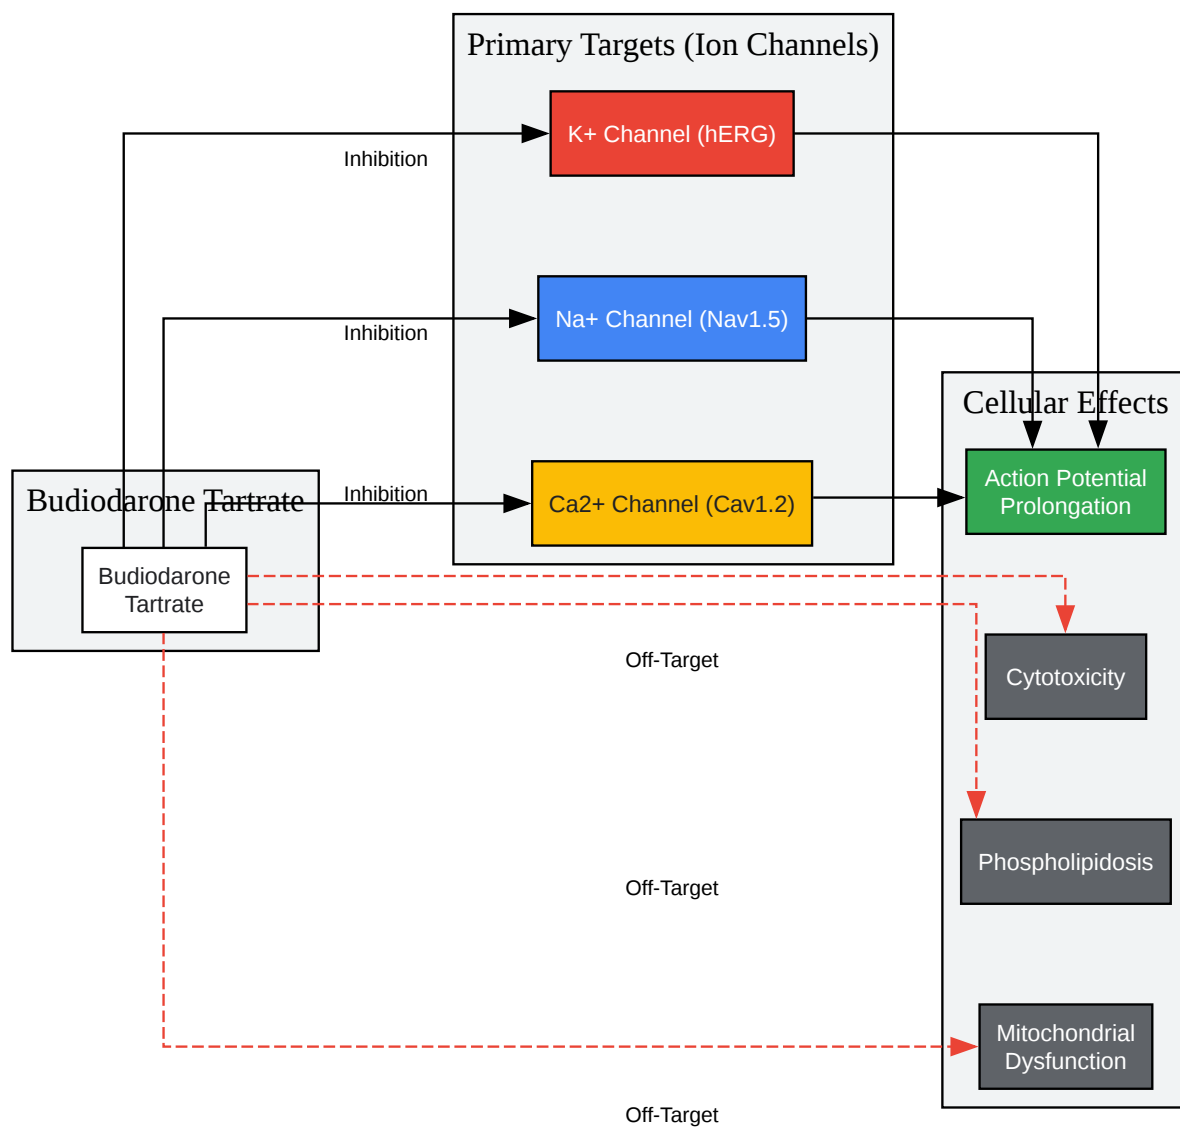 Primary Targets (Ion Channels)
K+ Channel (hERG)
Inhibition
Na+ Channel (Nav1.5)
Inhibition
Cellular Effects
Action Potential
Prolongation
Budiodarone Tartrate
Inhibition
Ca2+ Channel (Cav1.2)
Budiodarone
Tartrate
Off-Target
Cytotoxicity
Phospholipidosis
Off-Target
Mitochondrial
Dysfunction
Off-Target